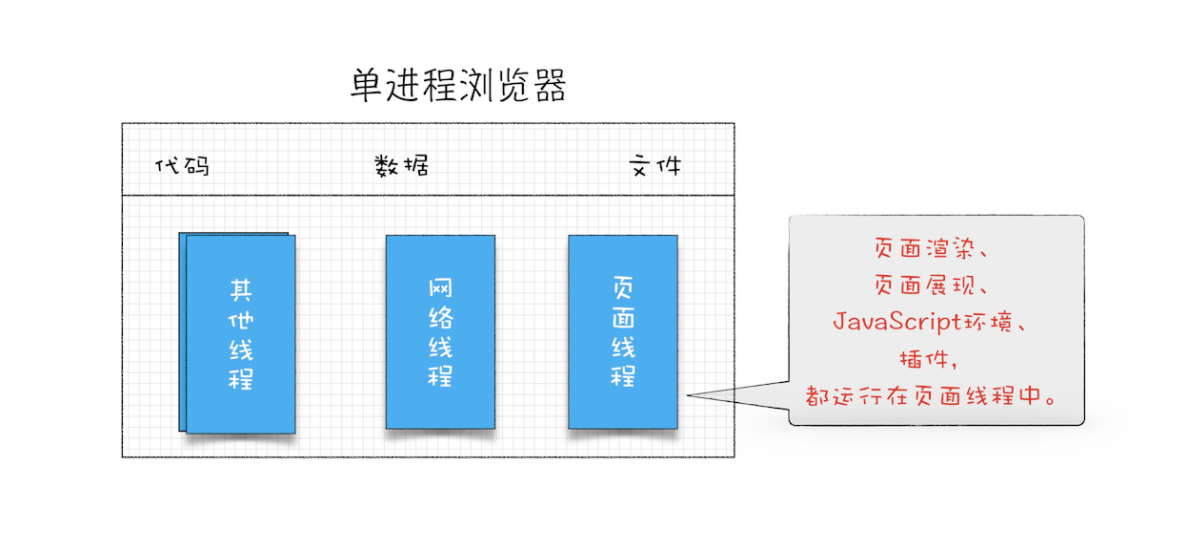 单进程浏览器
代码
数据
文件
其他线程
网络线程
页面线程
页面渲染、
页面展现、
JavaScript环境、
插件，
都运行在页面线程中。